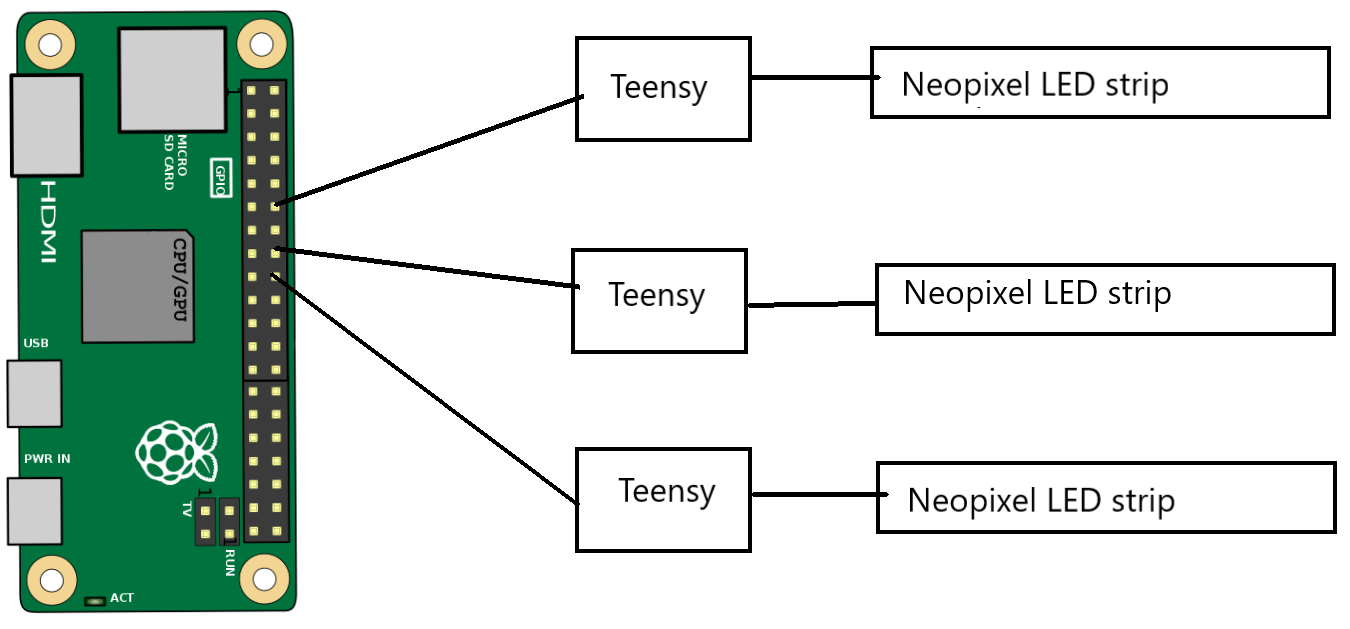 MICRO
SD CARD
GPIO
HDMI
CPU/GPU
USB
PWR IN
1
TV
RUN
ACT
Teensy
Neopixel LED strip
Teensy
Neopixel LED strip
Teensy
Neopixel LED strip